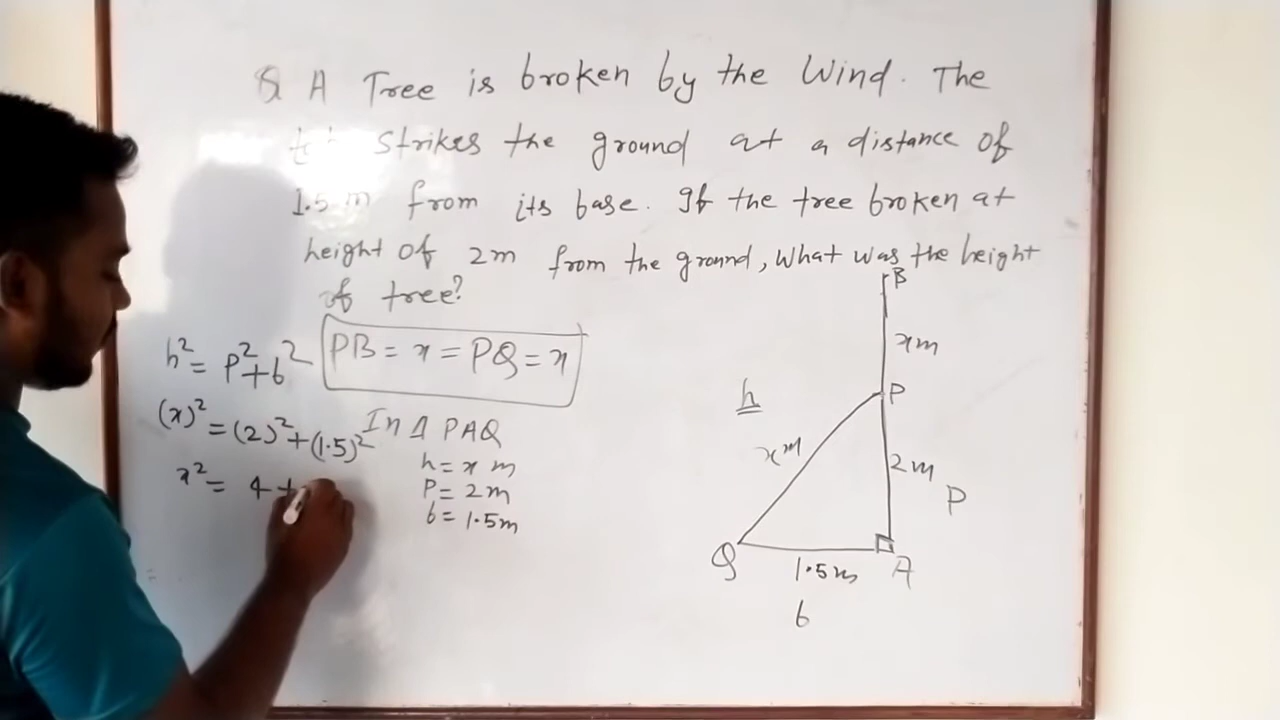 Q A Tree is broken by the Wind. The
strikes the ground at a distance of
1.5 m from its base. If the tree broken at
height of 2m from the ground, What was the height
of tree?
h² = p² + b²
PB = x = PQ = x
(x)² = (2)² + (1.5)²
x² = 4 +
In Δ PAQ
h = x m
P = 2m
b = 1.5m
B
xm
h
P
xm
2m
P
Q
A
1.5m
b